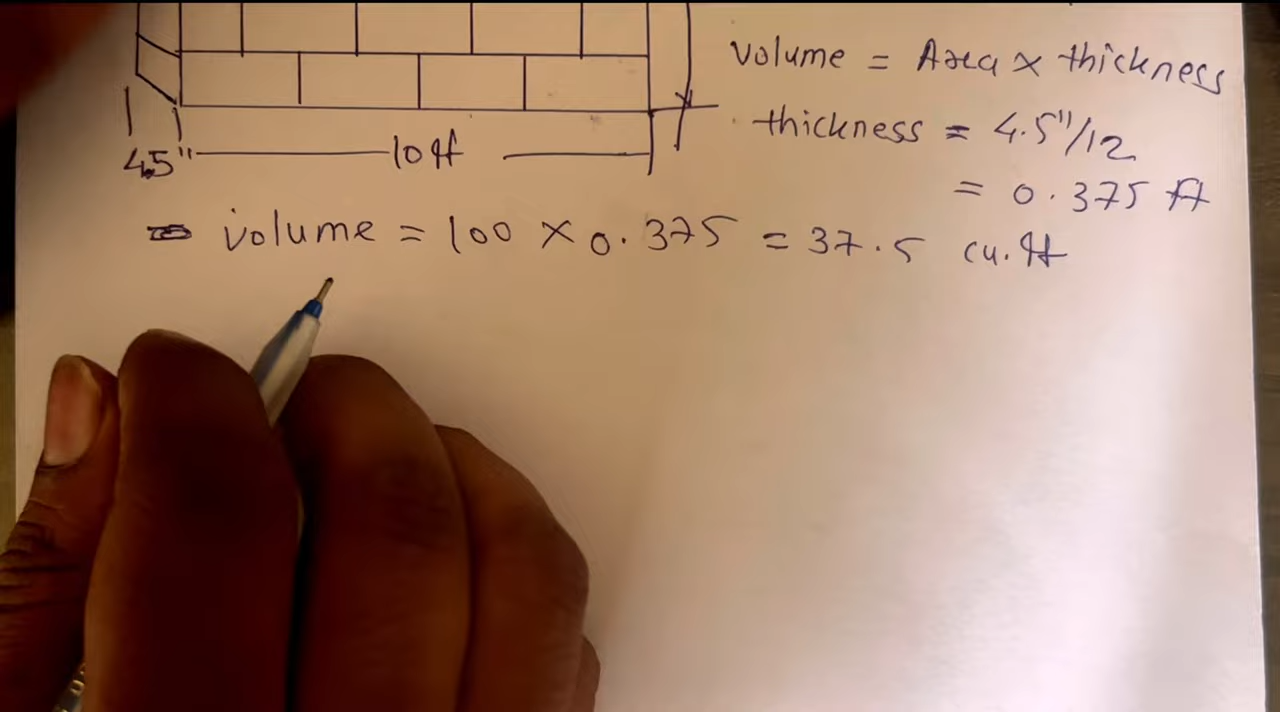 volume = Area × thickness
thickness = 4.5"/12
= 0.375 ft
4.5" 10 ft
volume = 100 × 0.375 = 37.5 cu.ft